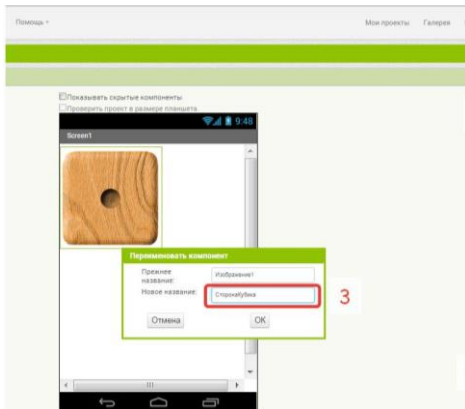 Помощь
Мои проекты Галерея
Показывать скрытые компоненты
Проверить проект в размере планшета.
9:48
Screen1
Переименовать компонент
Прежнее название: Изображение1
Новое название: СторонаКубика
3
Отмена OK